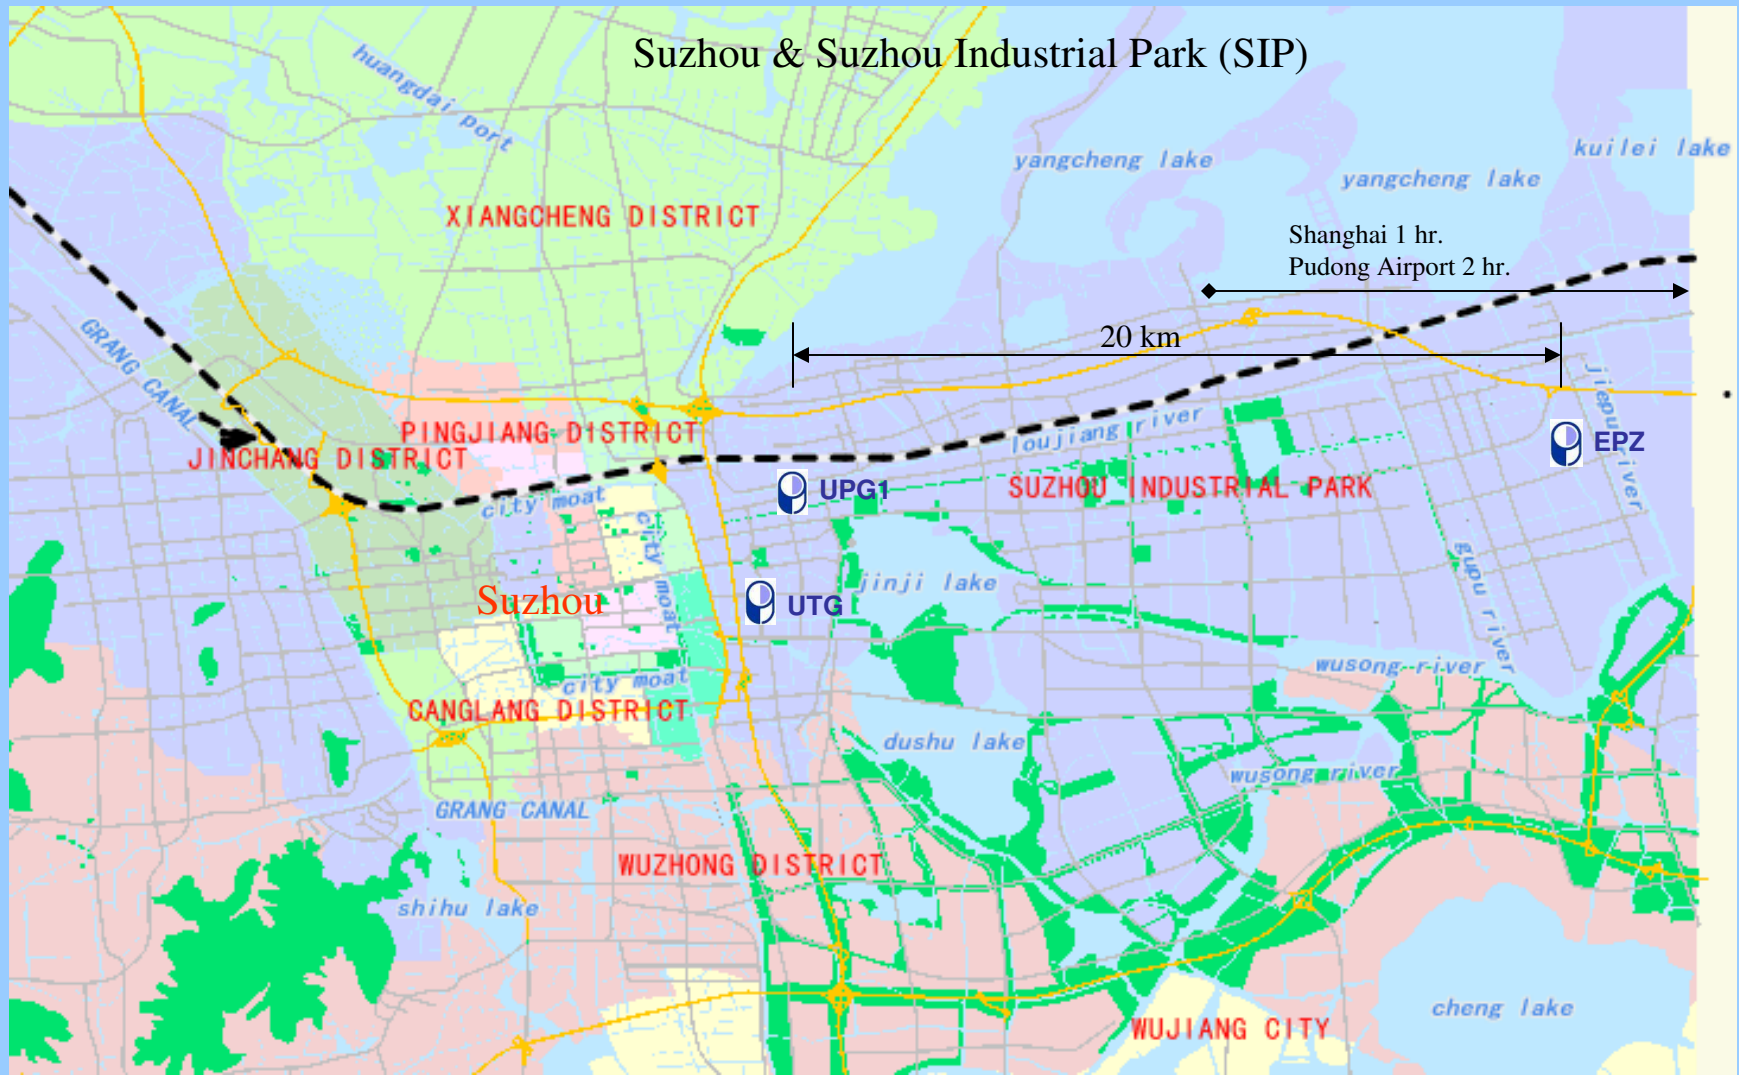 Suzhou & Suzhou Industrial Park (SIP)
huangdai port
kuilei lake
yangcheng lake
yangcheng lake
XIANGCHENG DISTRICT
Shanghai 1 hr.
Pudong Airport 2 hr.
20 km
GRANG CANAL
jiepu river
PINGJIANG DISTRICT
loujiang river
EPZ
JINCHANG DISTRICT
UPG1
SUZHOU INDUSTRIAL PARK
city moat
city moat
gupu river
jinji lake
Suzhou
UTG
wusong river
city moat
CANGLANG DISTRICT
dushu lake
wusong river
GRANG CANAL
WUZHONG DISTRICT
shihu lake
cheng lake
WUJIANG CITY